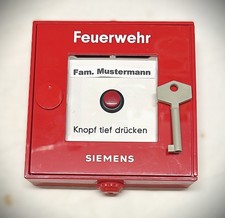 Feuerwehr
Fam. Mustermann
Knopf tief drücken
SIEMENS